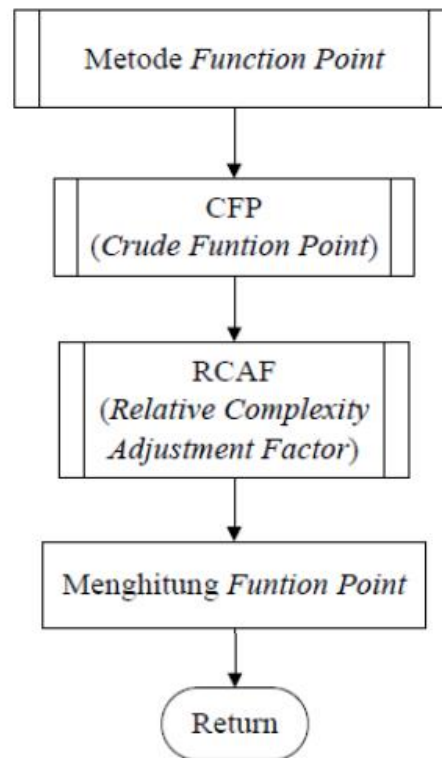 Metode Function Point
CFP
(Crude Funtion Point)
RCAF
(Relative Complexity
Adjustment Factor)
Menghitung Funtion Point
Return